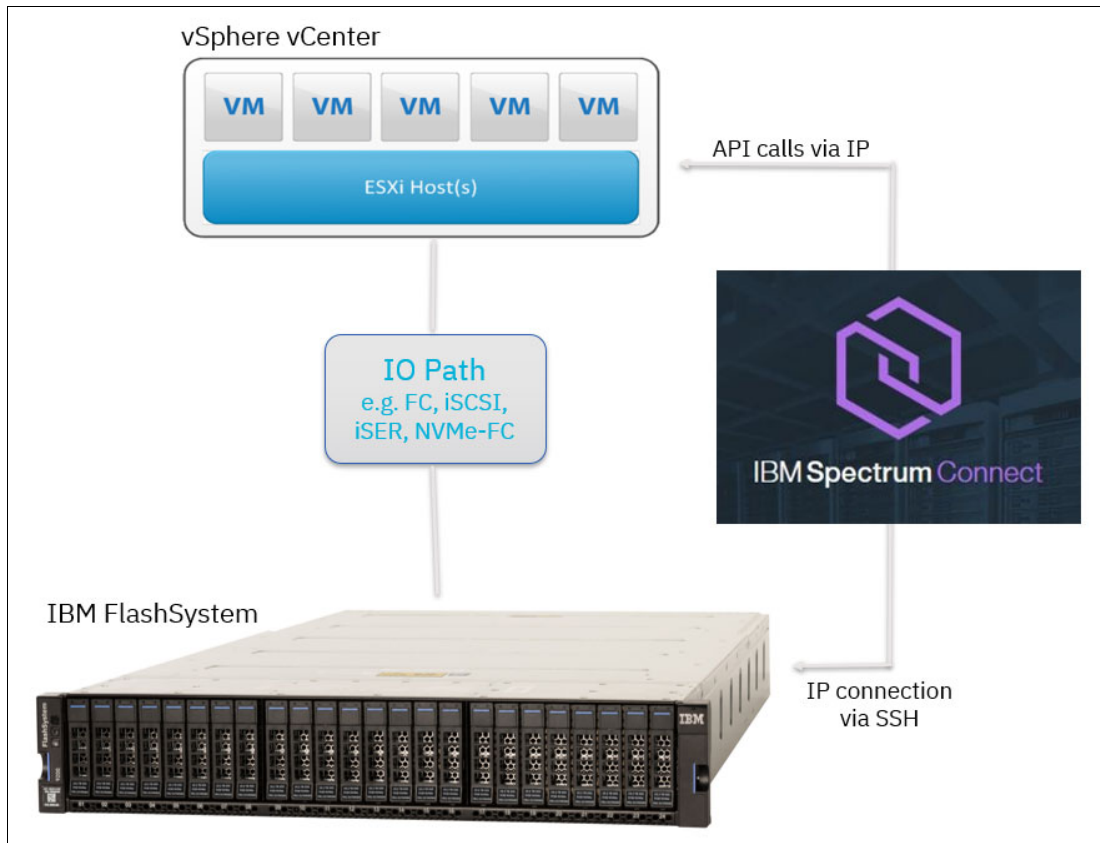 vSphere vCenter
VM VM VM VM VM
ESXi Host(s)
API calls via IP
IO Path
e.g. FC, iSCSI,
iSER, NVMe-FC
IBM Spectrum Connect
IBM FlashSystem
IP connection
via SSH
FlashSystem
IBM